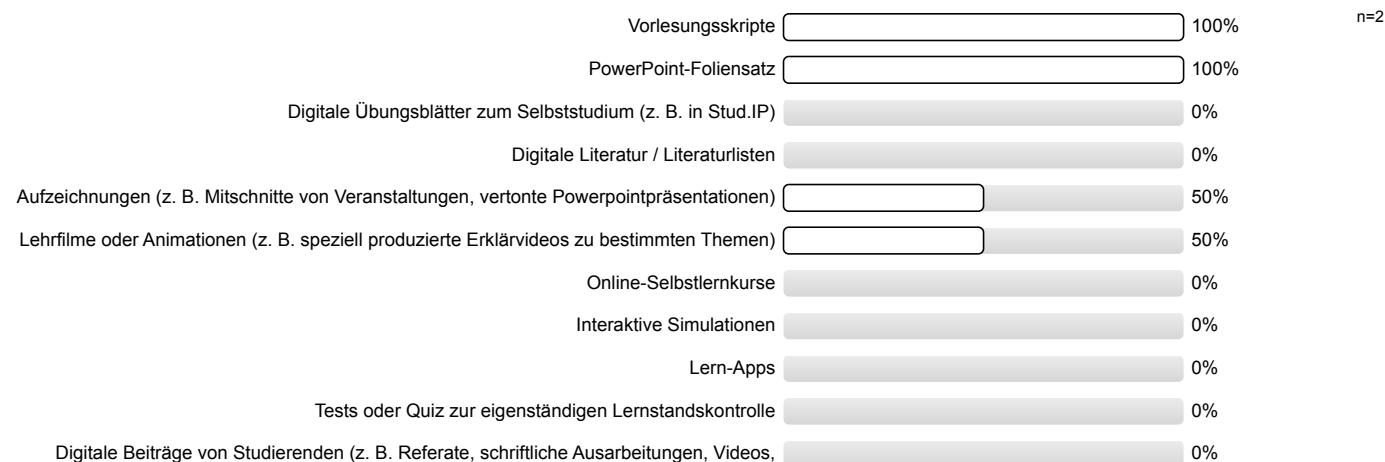 Vorlesungsskripte 100% n=2
PowerPoint-Foliensatz 100%
Digitale Übungsblätter zum Selbststudium (z. B. in Stud.IP) 0%
Digitale Literatur / Literaturlisten 0%
Aufzeichnungen (z. B. Mitschnitte von Veranstaltungen, vertonte Powerpointpräsentationen) 50%
Lehrfilme oder Animationen (z. B. speziell produzierte Erklärvideos zu bestimmten Themen) 50%
Online-Selbstlernkurse 0%
Interaktive Simulationen 0%
Lern-Apps 0%
Tests oder Quiz zur eigenständigen Lernstandskontrolle 0%
Digitale Beiträge von Studierenden (z. B. Referate, schriftliche Ausarbeitungen, Videos, 0%